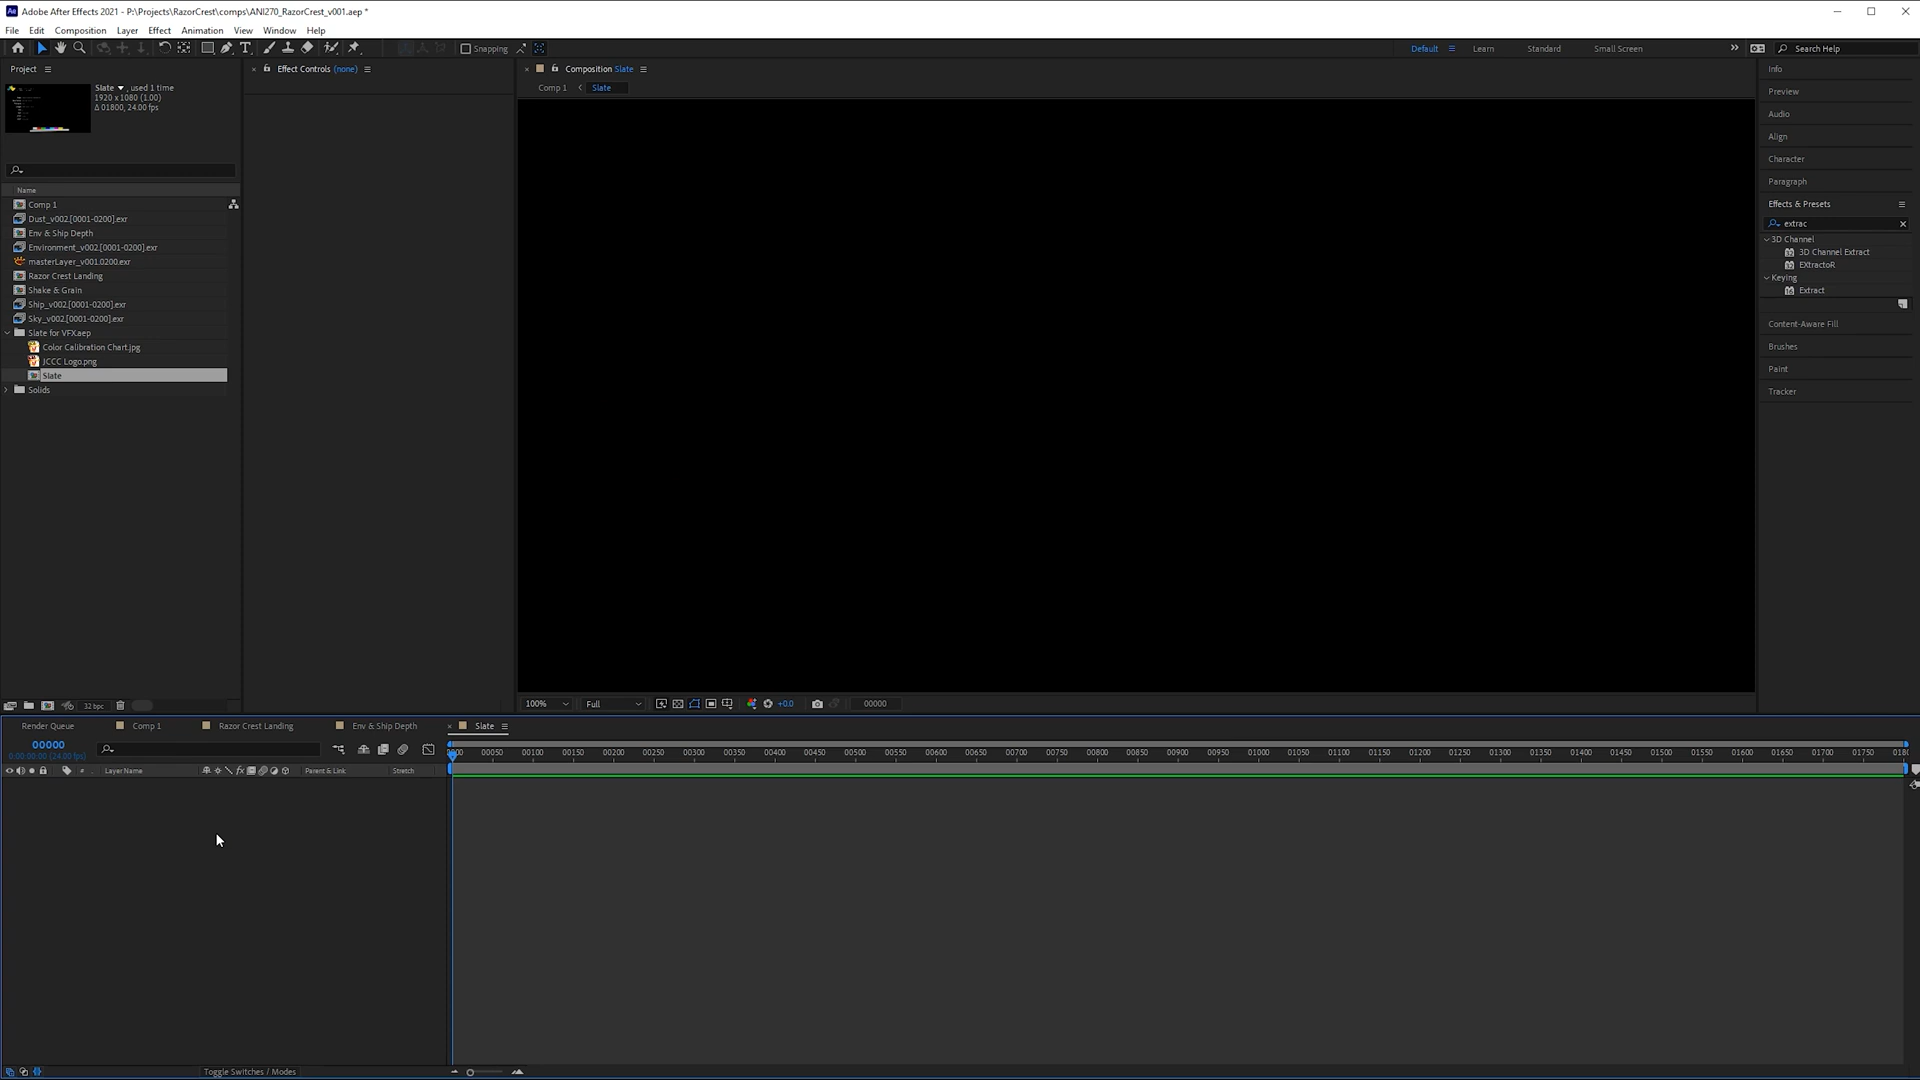 Adobe After Effects 2021 - P:\Projects\RazorCrest\comps\ANI270_RazorCrest_v001.aep *
File Edit Composition Layer Effect Animation View Window Help
Snapping
Default Learn Standard Small Screen Search Help
Project
Effect Controls (none)
Composition Slate
Info
Slate , used 1 time
1920 x 1080 (1.00)
Δ 01800, 24.00 fps
Comp 1 Slate
Preview
Audio
Align
Character
Paragraph
Effects & Presets
extrac
3D Channel
3D Channel Extract
EXtractoR
Keying
Extract
Content-Aware Fill
Brushes
Paint
Tracker
Name
Comp 1
Dust_v002.[0001-0200].exr
Env & Ship Depth
Environment_v002.[0001-0200].exr
masterLayer_v001.0200.exr
Razor Crest Landing
Shake & Grain
Ship_v002.[0001-0200].exr
Sky_v002.[0001-0200].exr
Slate for VFX.aep
Color Calibration Chart.jpg
JCCC Logo.png
Slate
Solids
32 bpc
100% Full +0.0 00000
Render Queue Comp 1 Razor Crest Landing Env & Ship Depth Slate
00000
0:00:00:00 (24.00 fps)
00050 00100 00150 00200 00250 00300 00350 00400 00450 00500 00550 00600 00650 00700 00750 00800 00850 00900 00950 01000 01050 01100 01150 01200 01250 01300 01350 01400 01450 01500 01550 01600 01650 01700 01750
# Layer Name Parent & Link Stretch
Toggle Switches / Modes